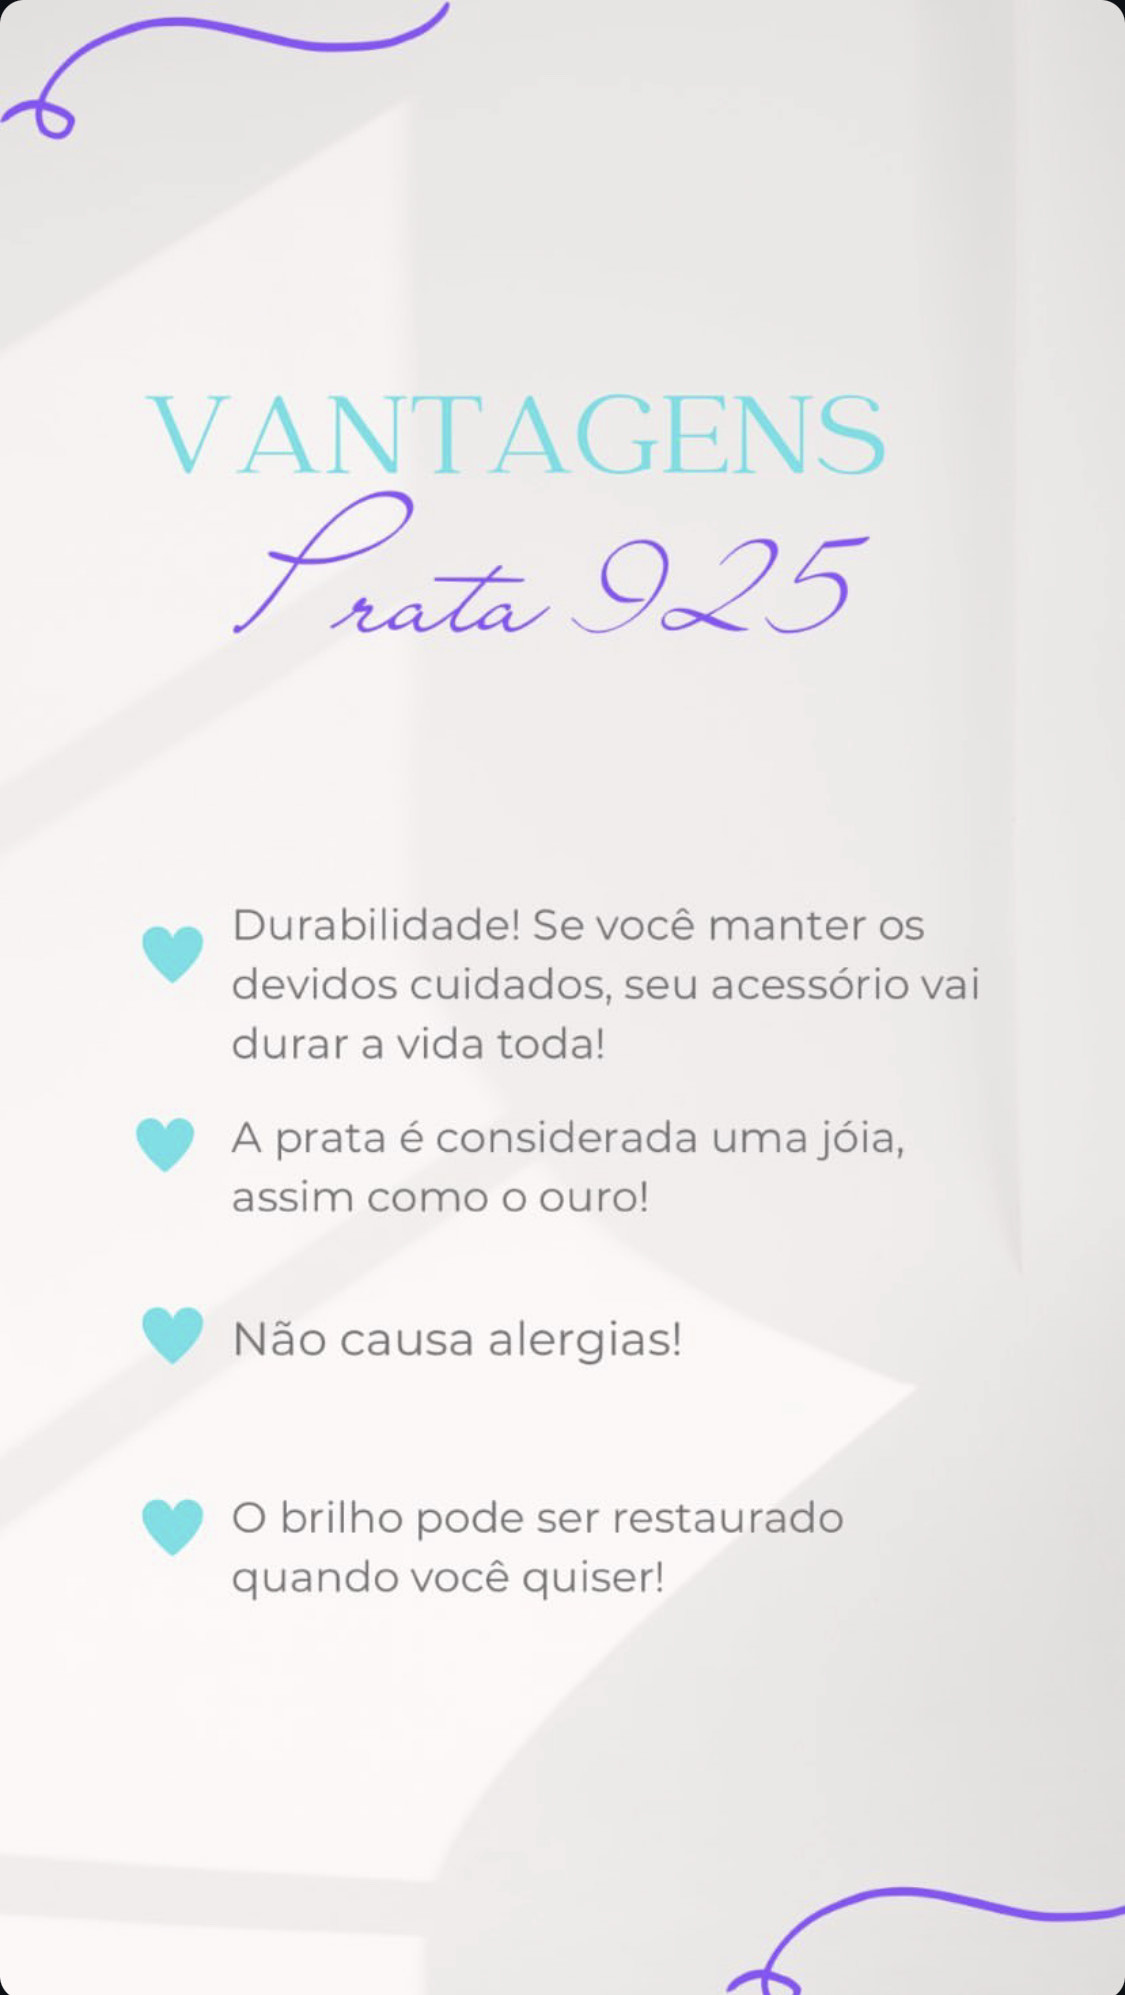 VANTAGENS
Prata 925
Durabilidade! Se você manter os
devidos cuidados, seu acessório vai
durar a vida toda!
A prata é considerada uma jóia,
assim como o ouro!
Não causa alergias!
O brilho pode ser restaurado
quando você quiser!